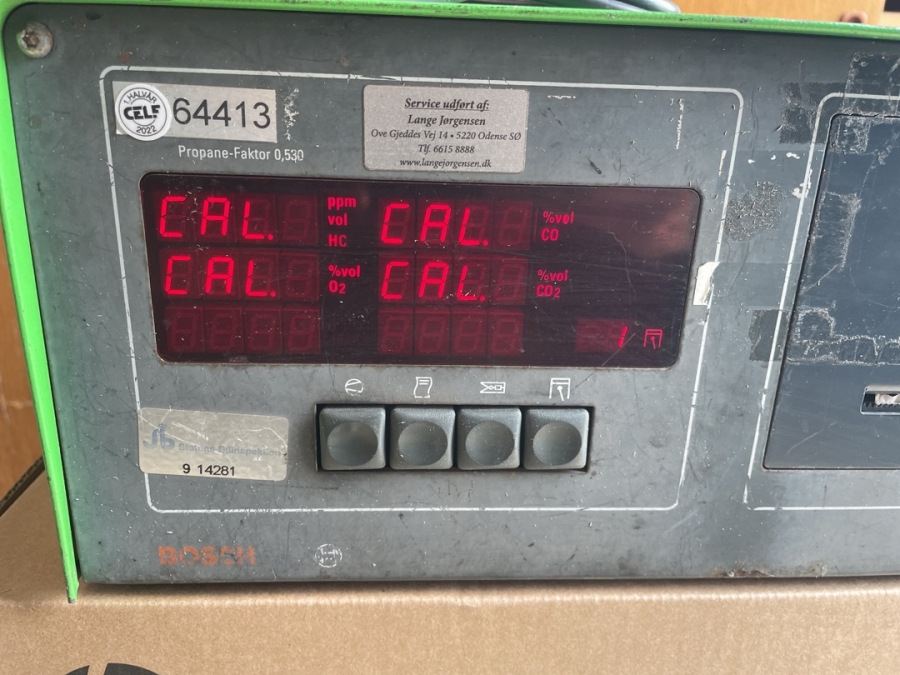 1. HALVÅR
CELF
2022
64413
Propane-Faktor 0,530
Service udført af:
Lange Jørgensen
Ove Gjeddes Vej 14 • 5220 Odense SØ
Tlf. 6615 8888
www.langejorgensen.dk
CAL. ppm vol HC
CAL. %vol CO
CAL. %vol O2
CAL. %vol CO2
1
9 14281
BOSCH